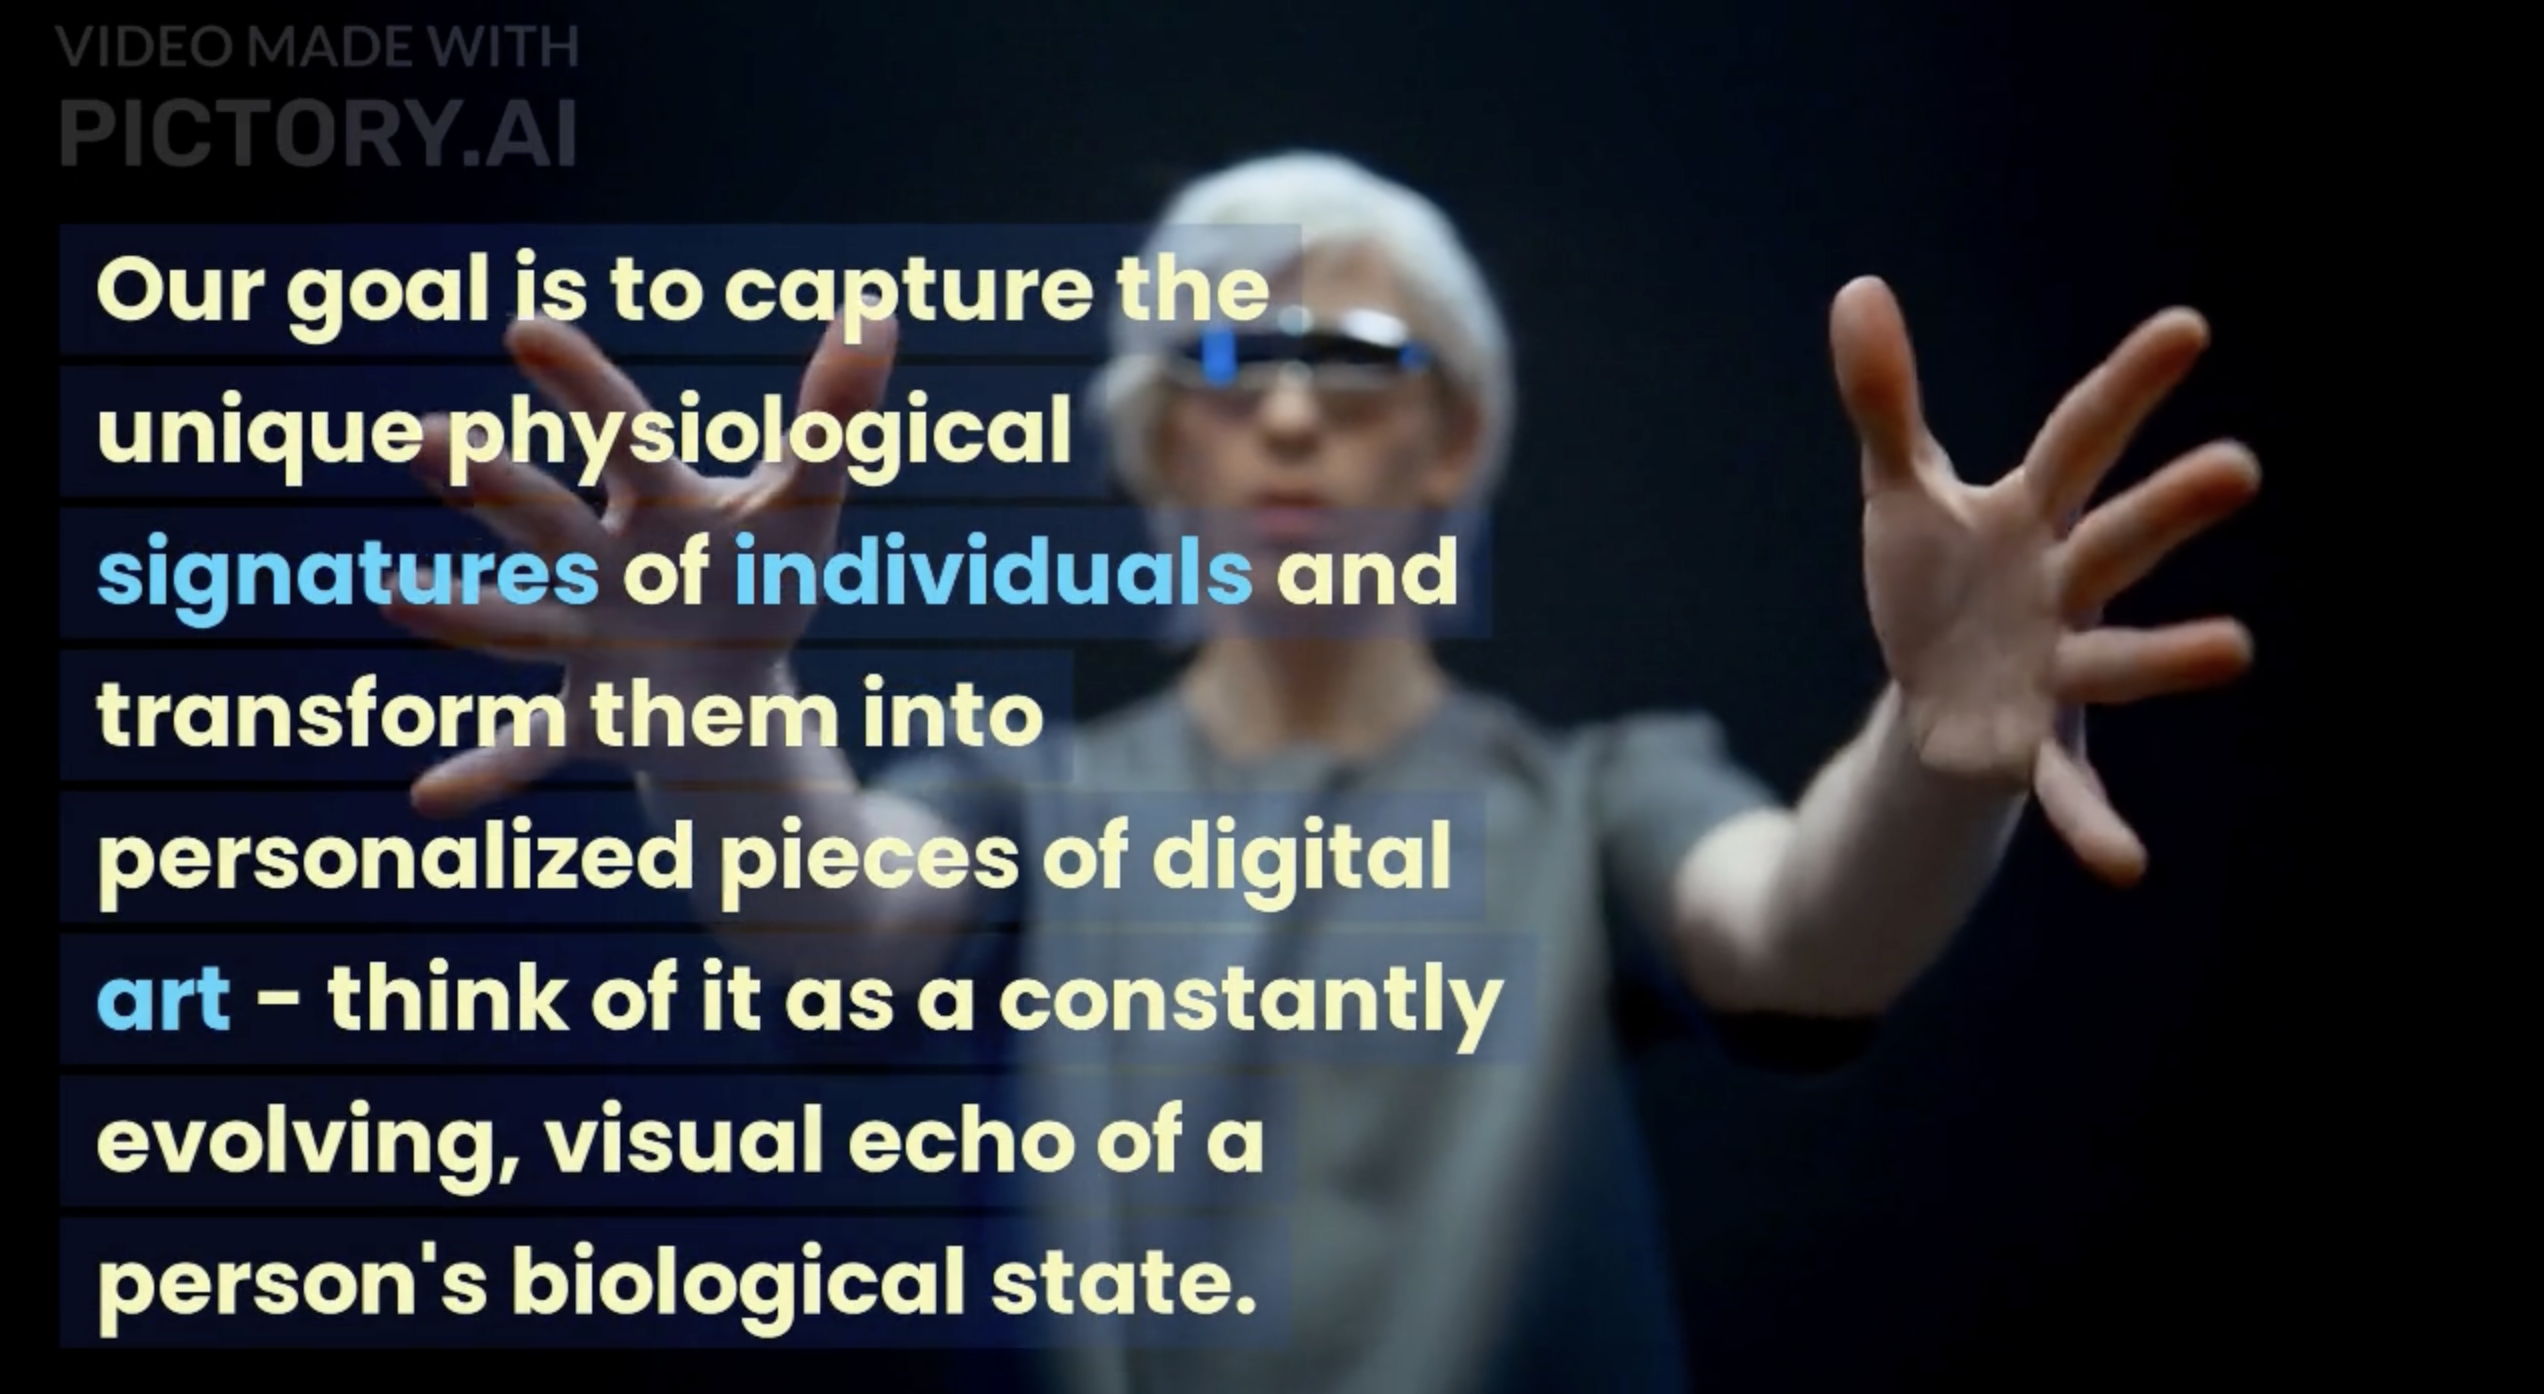 VIDEO MADE WITH
PICTORY.AI
Our goal is to capture the
unique physiological
signatures of individuals and
transform them into
personalized pieces of digital
art - think of it as a constantly
evolving, visual echo of a
person's biological state.